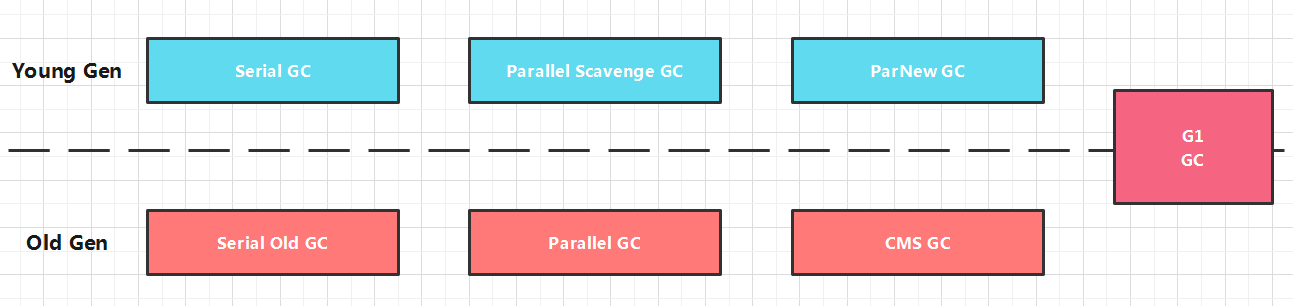 Young Gen
Serial GC
Parallel Scavenge GC
ParNew GC
G1
GC
Old Gen
Serial Old GC
Parallel GC
CMS GC